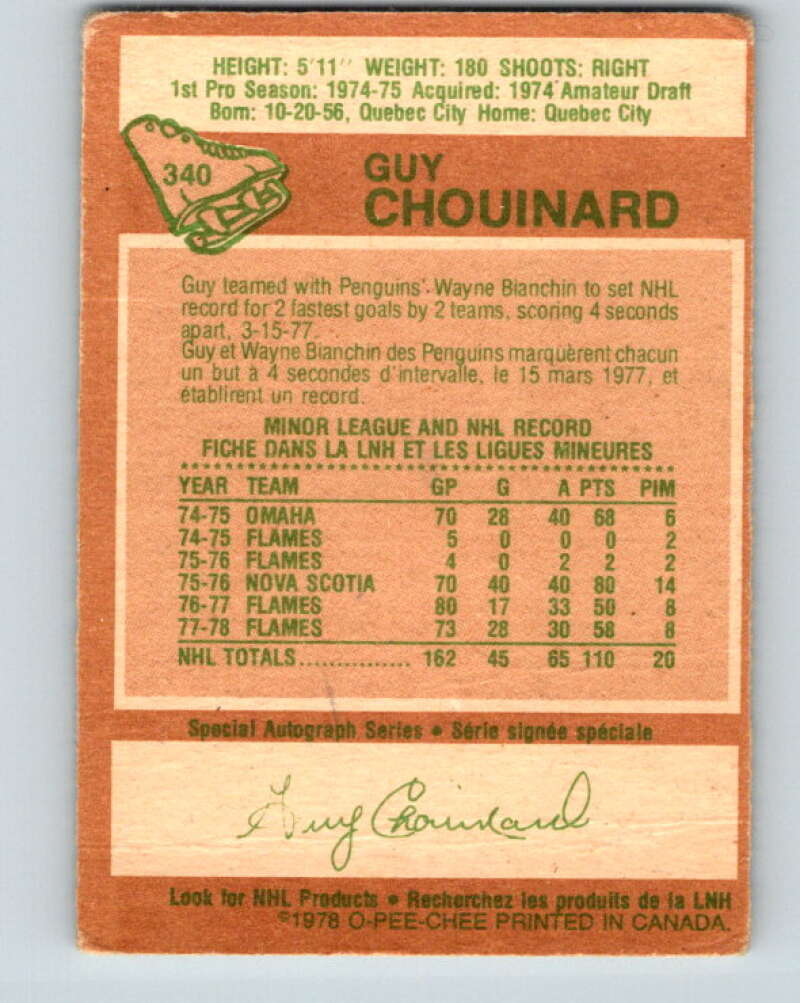 HEIGHT: 5'11" WEIGHT: 180 SHOOTS: RIGHT
1st Pro Season: 1974-75 Acquired: 1974 Amateur Draft
Born: 10-20-56, Quebec City Home: Quebec City
340
GUY
CHOUINARD
Guy teamed with Penguins' Wayne Bianchin to set NHL
record for 2 fastest goals by 2 teams, scoring 4 seconds
apart, 3-15-77.
Guy et Wayne Bianchin des Penguins marquèrent chacun
un but à 4 secondes d'intervalle, le 15 mars 1977, et
établirent un record.
MINOR LEAGUE AND NHL RECORD
FICHE DANS LA LNH ET LES LIGUES MINEURES
YEAR TEAM GP G A PTS PIM
74-75 OMAHA 70 28 40 68 6
74-75 FLAMES 5 0 0 0 2
75-76 FLAMES 4 0 2 2 2
75-76 NOVA SCOTIA 70 40 40 80 14
76-77 FLAMES 80 17 33 50 8
77-78 FLAMES 73 28 30 58 8
NHL TOTALS............... 162 45 65 110 20
Special Autograph Series • Série signée spéciale
Guy Chouinard
Look for NHL Products • Recherchez les produits de la LNH
©1978 O-PEE-CHEE PRINTED IN CANADA.